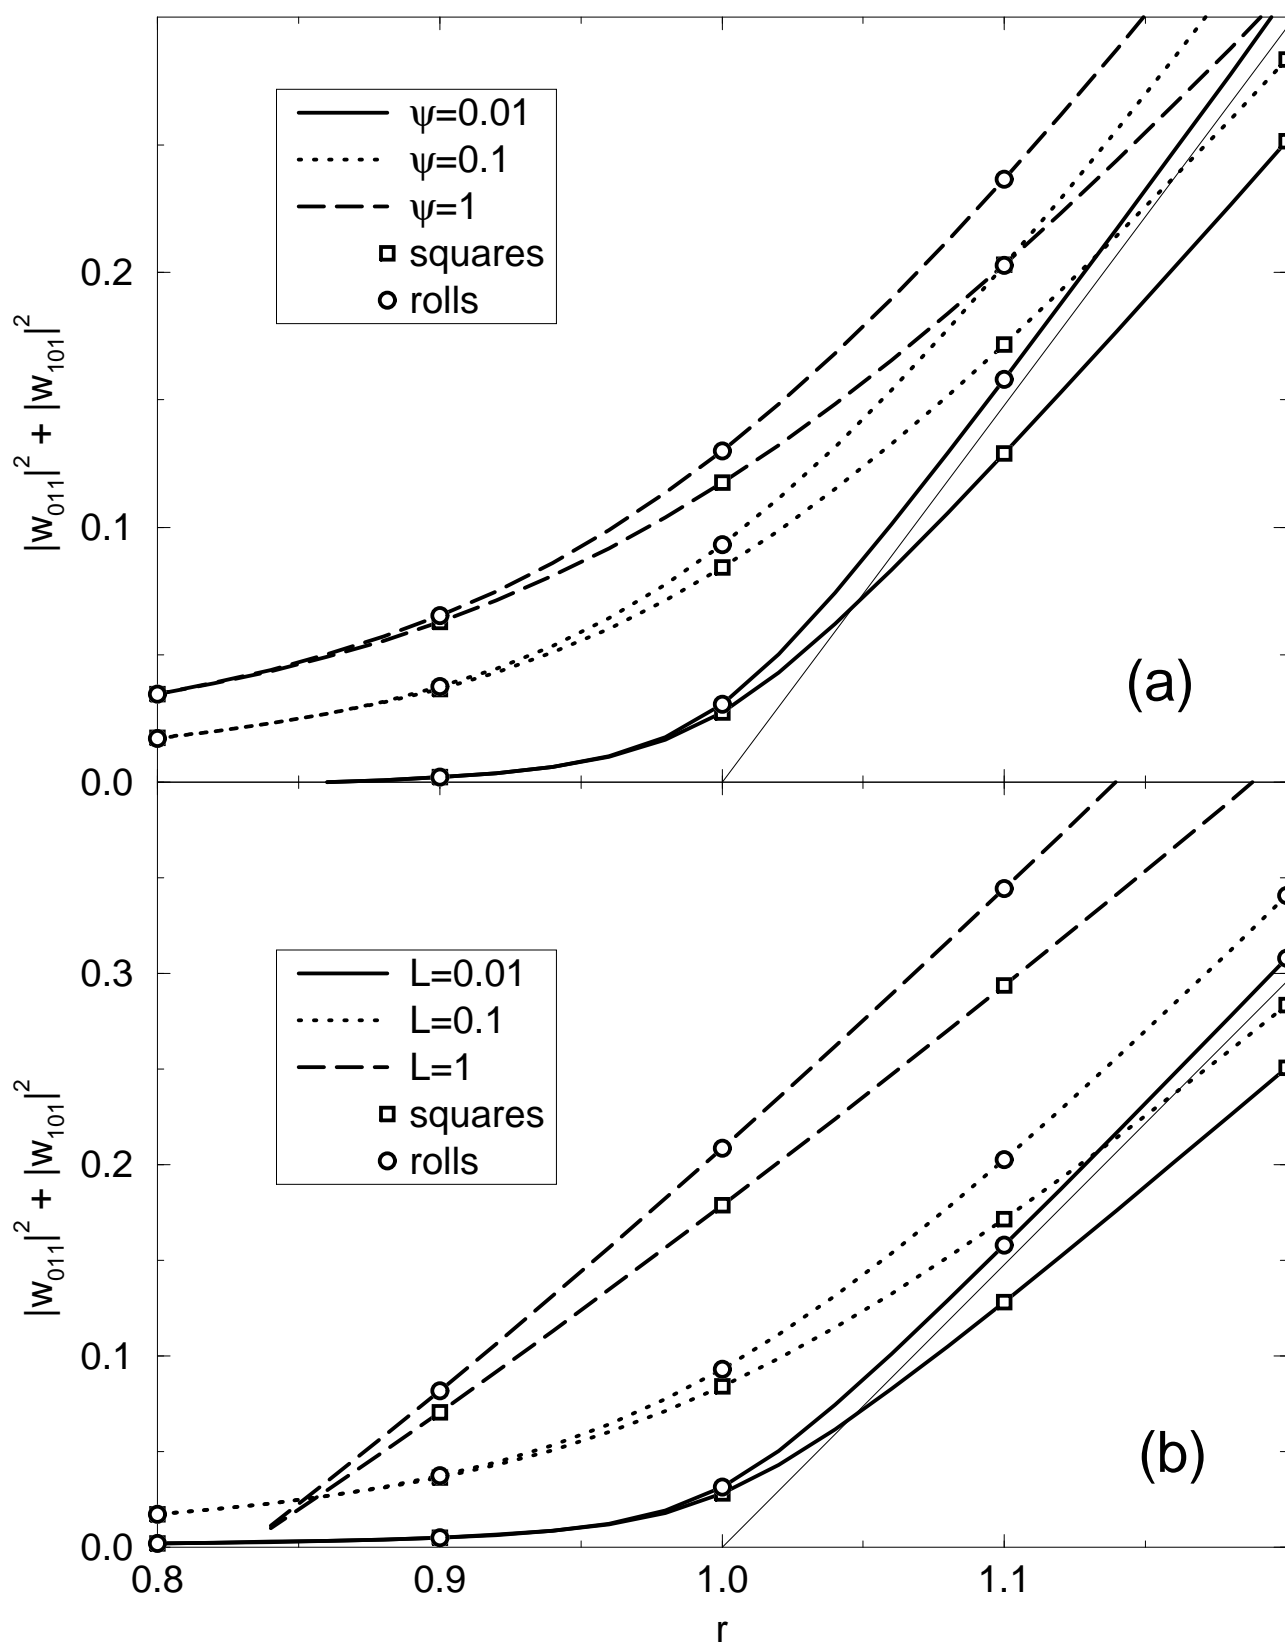 ψ=0.01
ψ=0.1
ψ=1
squares
rolls
0.2
0.1
0.0
|w₀₁₁|² + |w₁₀₁|²
(a)
L=0.01
L=0.1
L=1
squares
rolls
0.3
0.2
0.1
0.0
|w₀₁₁|² + |w₁₀₁|²
(b)
0.8 0.9 1.0 1.1
r